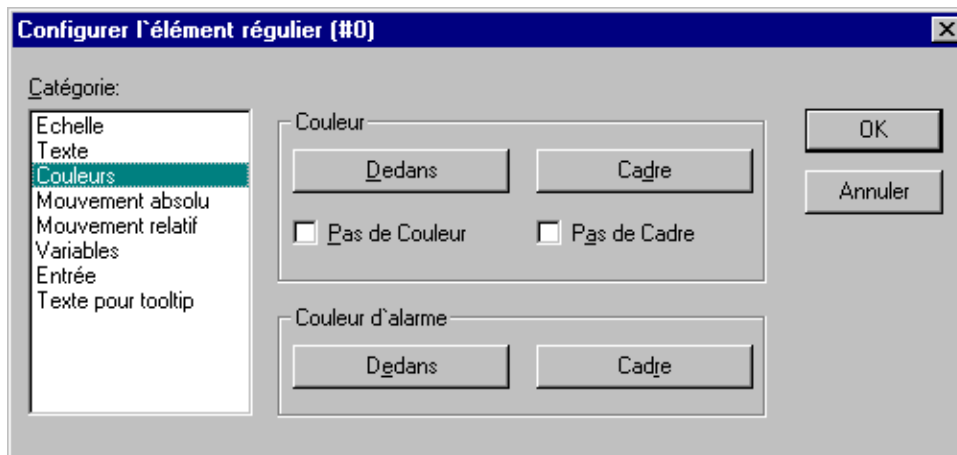 Configurer l`élément régulier (#0)
Catégorie:
Echelle
Texte
Couleurs
Mouvement absolu
Mouvement relatif
Variables
Entrée
Texte pour tooltip
Couleur
Dedans
Cadre
Pas de Couleur
Pas de Cadre
Couleur d`alarme
Dedans
Cadre
OK
Annuler